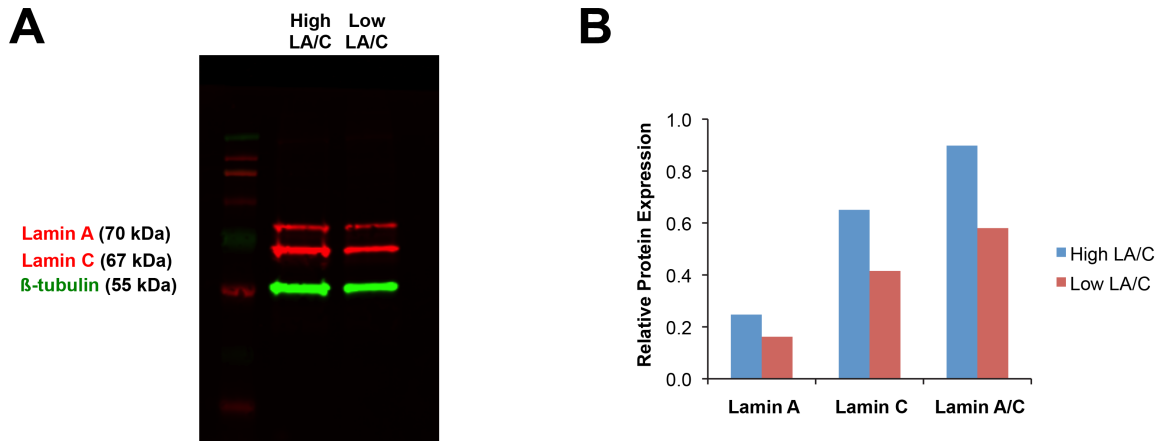 A
High Low
LA/C LA/C
Lamin A (70 kDa)
Lamin C (67 kDa)
ß-tubulin (55 kDa)
B
Relative Protein Expression
1.0
0.8
0.6
0.4
0.2
0.0
Lamin A Lamin C Lamin A/C
High LA/C
Low LA/C